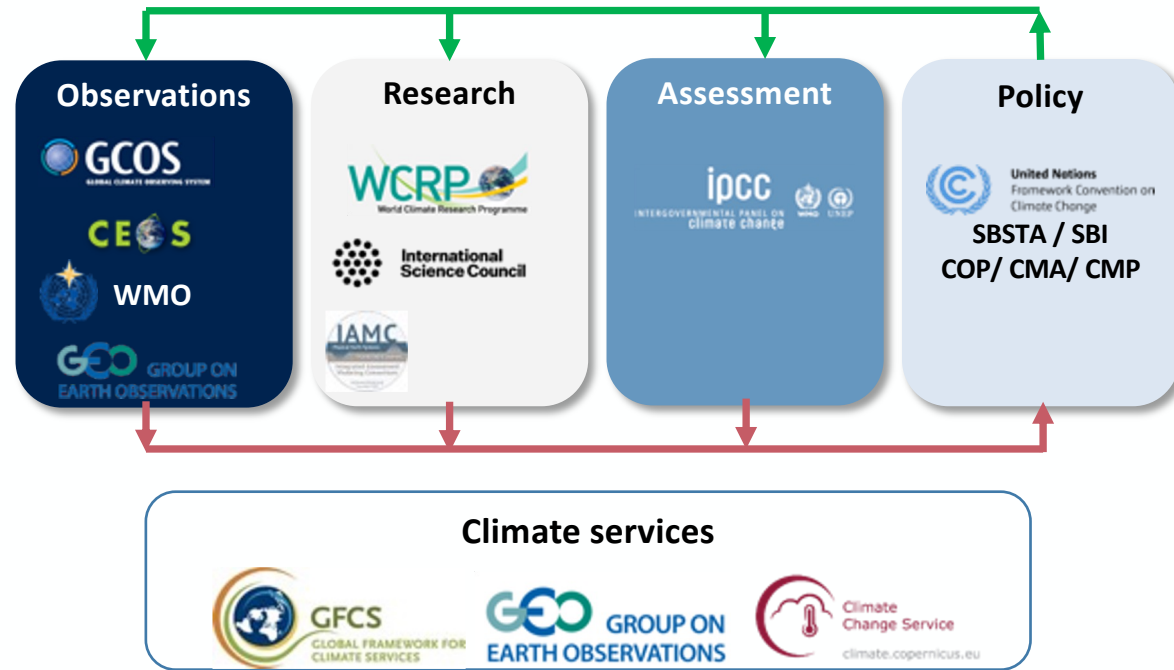 Observations
GCOS
GLOBAL CLIMATE OBSERVING SYSTEM
CEOS
WMO
GEO GROUP ON
EARTH OBSERVATIONS
Research
WCRP
World Climate Research Programme
International
Science Council
IAMC
Assessment
ipcc
INTERGOVERNMENTAL PANEL ON
climate change
WMO UNEP
Policy
United Nations
Framework Convention on
Climate Change
SBSTA / SBI
COP/ CMA/ CMP
Climate services
GFCS
GLOBAL FRAMEWORK FOR
CLIMATE SERVICES
GEO GROUP ON
EARTH OBSERVATIONS
Climate
Change Service
climate.copernicus.eu